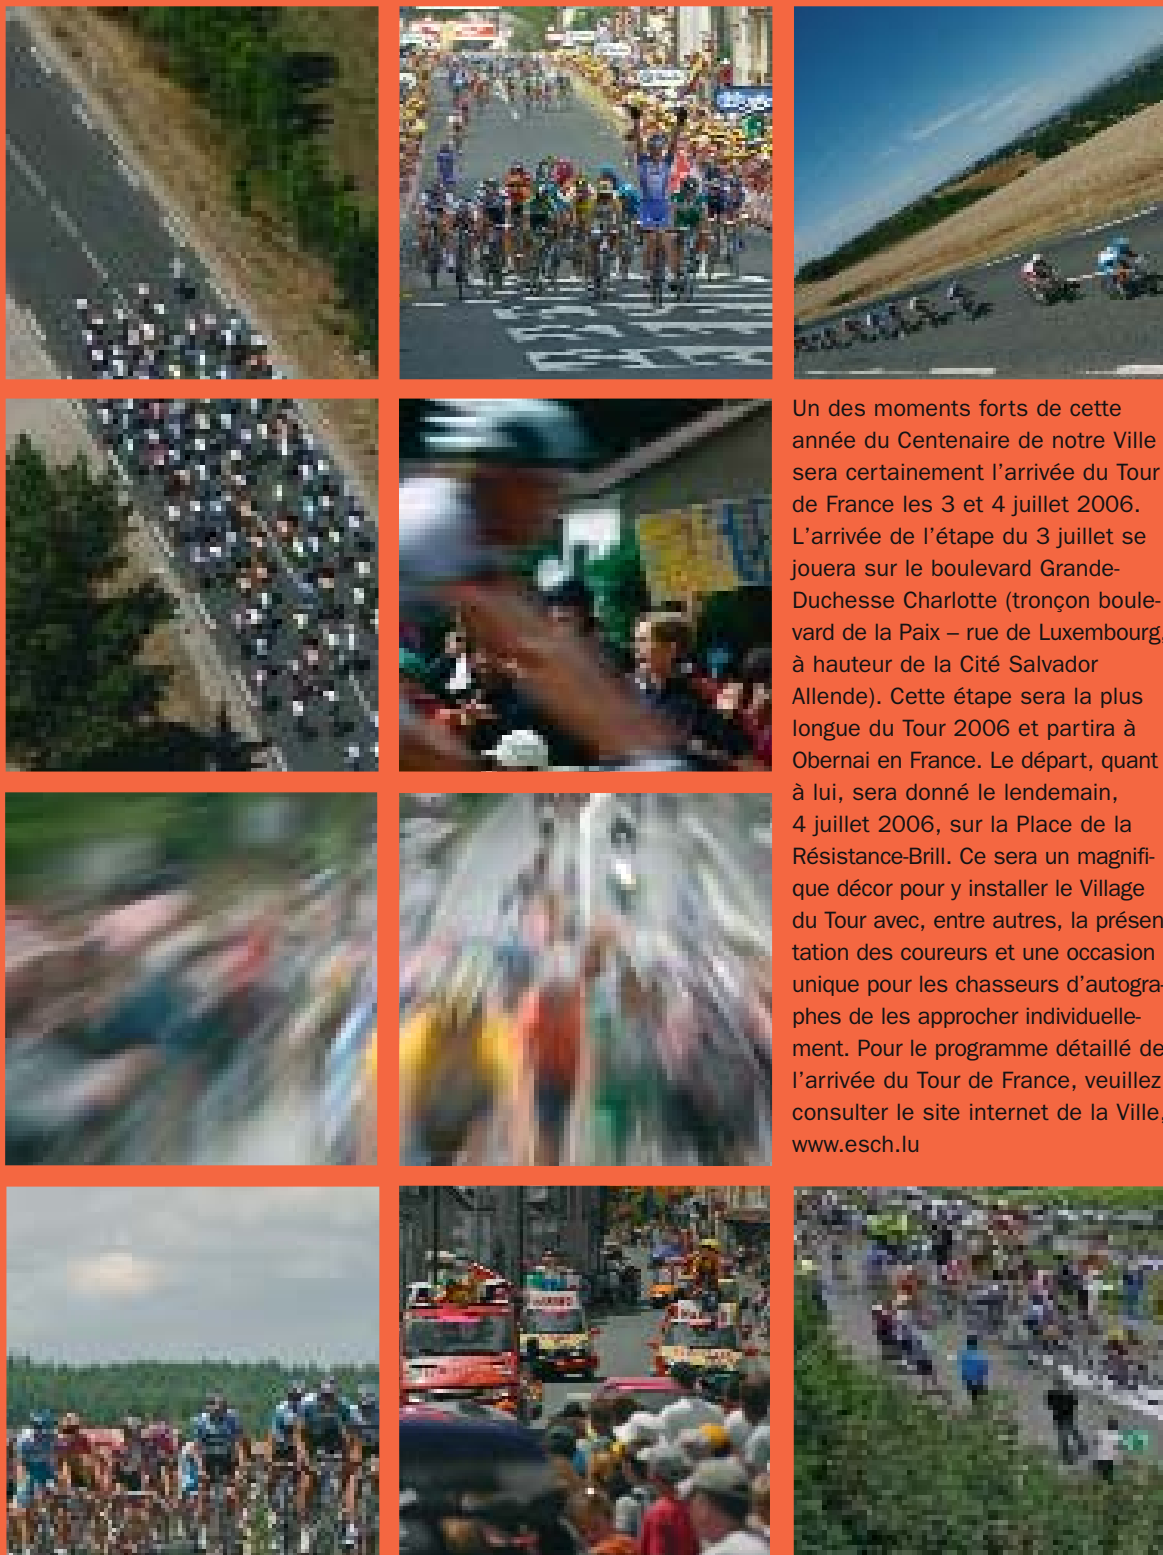 Un des moments forts de cette
année du Centenaire de notre Ville
sera certainement l’arrivée du Tour
de France les 3 et 4 juillet 2006.
L’arrivée de l’étape du 3 juillet se
jouera sur le boulevard Grande-
Duchesse Charlotte (tronçon boule-
vard de la Paix – rue de Luxembourg,
à hauteur de la Cité Salvador
Allende). Cette étape sera la plus
longue du Tour 2006 et partira à
Obernai en France. Le départ, quant
à lui, sera donné le lendemain,
4 juillet 2006, sur la Place de la
Résistance-Brill. Ce sera un magnifi-
que décor pour y installer le Village
du Tour avec, entre autres, la présen
tation des coureurs et une occasion
unique pour les chasseurs d’autogra-
phes de les approcher individuelle-
ment. Pour le programme détaillé de
l’arrivée du Tour de France, veuillez
consulter le site internet de la Ville,
www.esch.lu